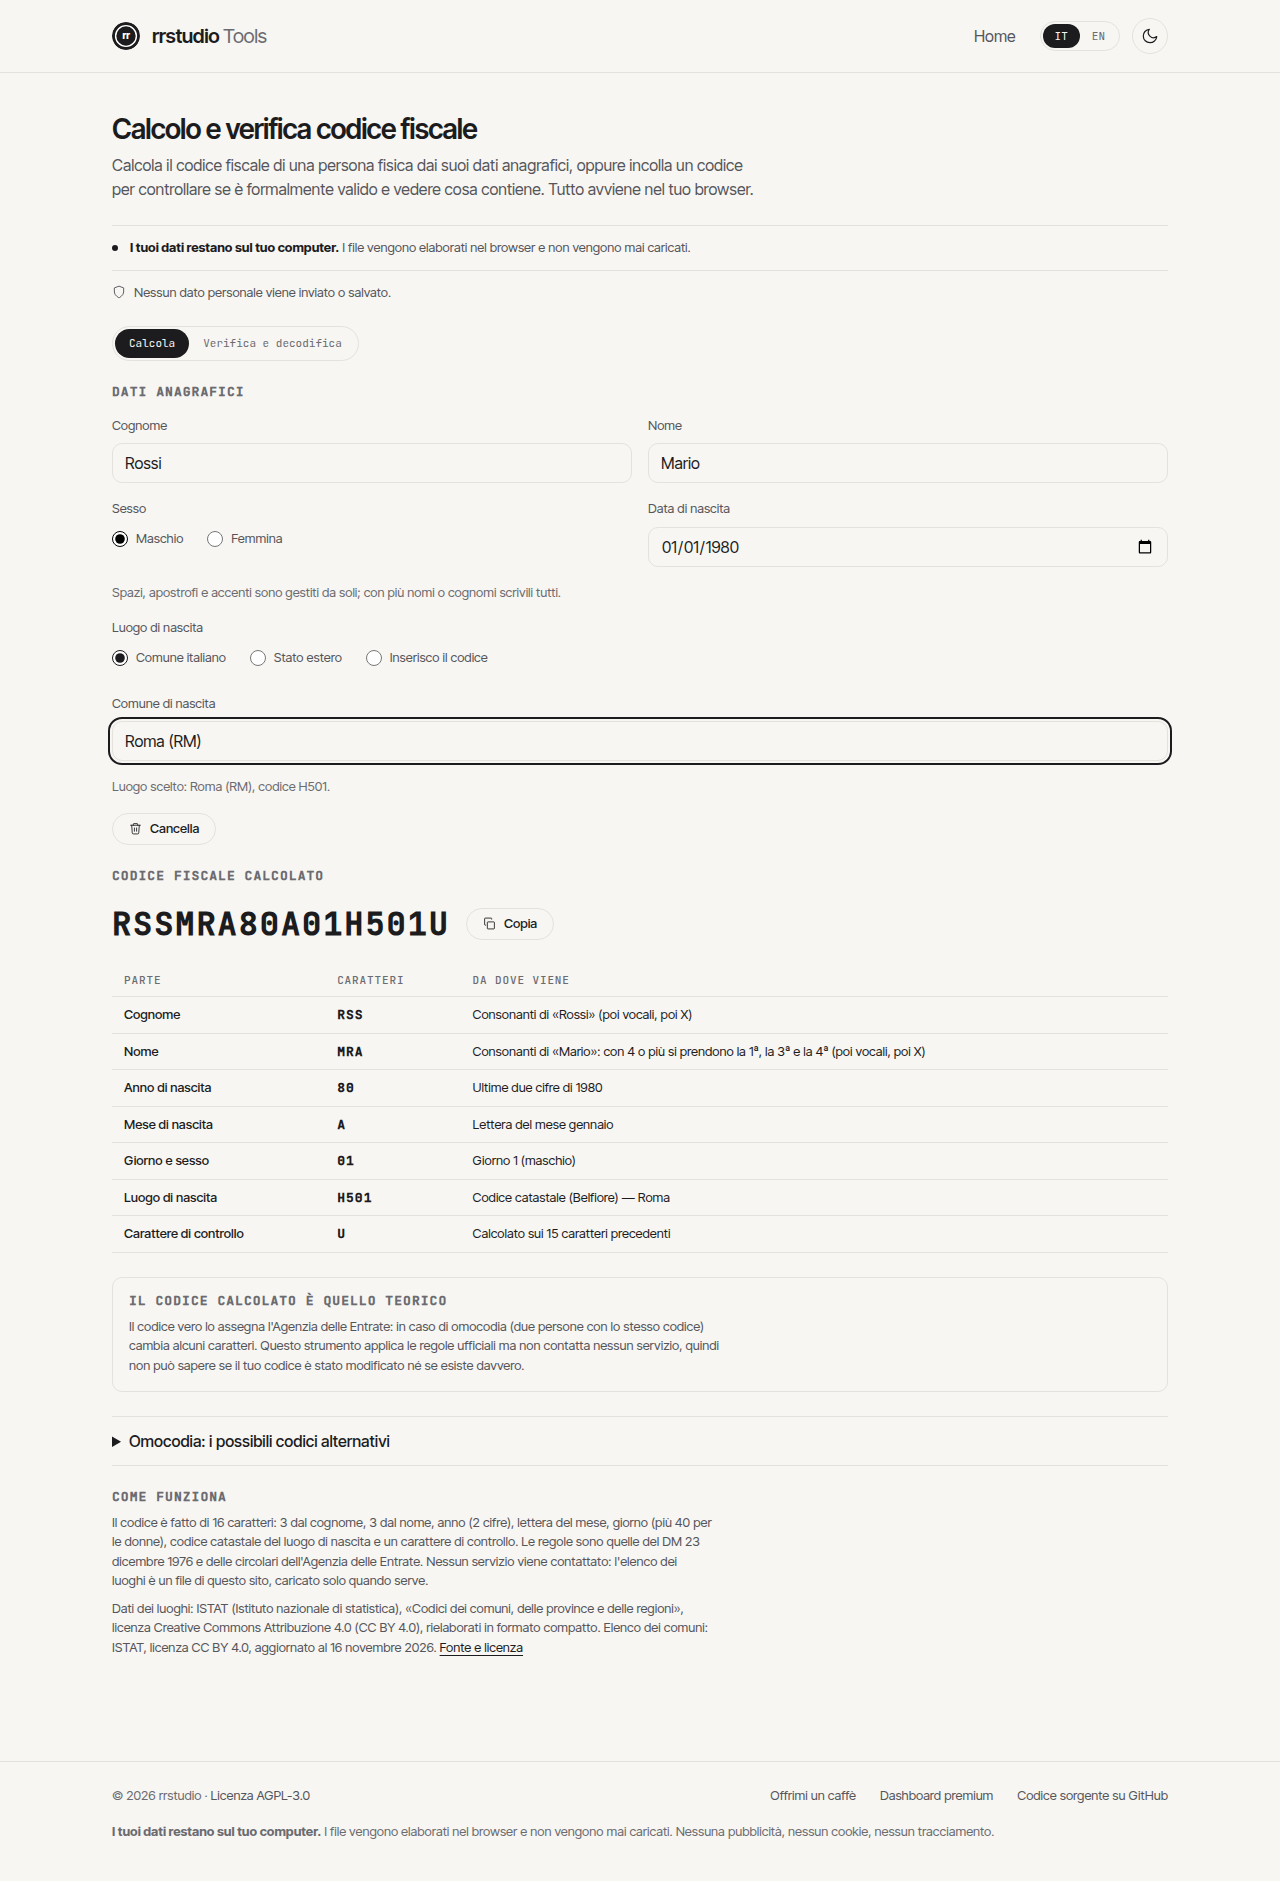 rr rrstudio Tools
Home
IT EN
Calcolo e verifica codice fiscale
Calcola il codice fiscale di una persona fisica dai suoi dati anagrafici, oppure incolla un codice
per controllare se è formalmente valido e vedere cosa contiene. Tutto avviene nel tuo browser.
I tuoi dati restano sul tuo computer. I file vengono elaborati nel browser e non vengono mai caricati.
Nessun dato personale viene inviato o salvato.
Calcola Verifica e decodifica
DATI ANAGRAFICI
Cognome Nome
Rossi Mario
Sesso Data di nascita
Maschio Femmina
01/01/1980
Spazi, apostrofi e accenti sono gestiti da soli; con più nomi o cognomi scrivili tutti.
Luogo di nascita
Comune italiano Stato estero Inserisco il codice
Comune di nascita
Roma (RM)
Luogo scelto: Roma (RM), codice H501.
Cancella
CODICE FISCALE CALCOLATO
RSSMRA80A01H501U Copia
PARTE CARATTERI DA DOVE VIENE
Cognome RSS Consonanti di «Rossi» (poi vocali, poi X)
Nome MRA Consonanti di «Mario»: con 4 o più si prendono la 1ª, la 3ª e la 4ª (poi vocali, poi X)
Anno di nascita 80 Ultime due cifre di 1980
Mese di nascita A Lettera del mese gennaio
Giorno e sesso 01 Giorno 1 (maschio)
Luogo di nascita H501 Codice catastale (Belfiore) — Roma
Carattere di controllo U Calcolato sui 15 caratteri precedenti
IL CODICE CALCOLATO È QUELLO TEORICO
Il codice vero lo assegna l'Agenzia delle Entrate: in caso di omocodia (due persone con lo stesso codice)
cambia alcuni caratteri. Questo strumento applica le regole ufficiali ma non contatta nessun servizio, quindi
non può sapere se il tuo codice è stato modificato né se esiste davvero.
Omocodia: i possibili codici alternativi
COME FUNZIONA
Il codice è fatto di 16 caratteri: 3 dal cognome, 3 dal nome, anno (2 cifre), lettera del mese, giorno (più 40 per
le donne), codice catastale del luogo di nascita e un carattere di controllo. Le regole sono quelle del DM 23
dicembre 1976 e delle circolari dell'Agenzia delle Entrate. Nessun servizio viene contattato: l'elenco dei
luoghi è un file di questo sito, caricato solo quando serve.
Dati dei luoghi: ISTAT (Istituto nazionale di statistica), «Codici dei comuni, delle province e delle regioni»,
licenza Creative Commons Attribuzione 4.0 (CC BY 4.0), rielaborati in formato compatto. Elenco dei comuni:
ISTAT, licenza CC BY 4.0, aggiornato al 16 novembre 2026. Fonte e licenza
© 2026 rrstudio · Licenza AGPL-3.0
Offrimi un caffè Dashboard premium Codice sorgente su GitHub
I tuoi dati restano sul tuo computer. I file vengono elaborati nel browser e non vengono mai caricati. Nessuna pubblicità, nessun cookie, nessun tracciamento.